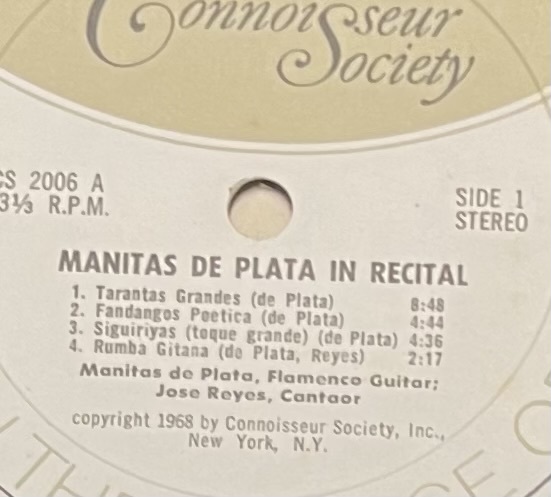 Connoisseur
Society
CS 2006 A
33⅓ R.P.M.
SIDE 1
STEREO
MANITAS DE PLATA IN RECITAL
1. Tarantas Grandes (de Plata) 8:48
2. Fandangos Poetica (de Plata) 4:44
3. Siguiriyas (toque grande) (de Plata) 4:36
4. Rumba Gitana (de Plata, Reyes) 2:17
Manitas de Plata, Flamenco Guitar;
Jose Reyes, Cantaor
copyright 1968 by Connoisseur Society, Inc.,
New York, N.Y.